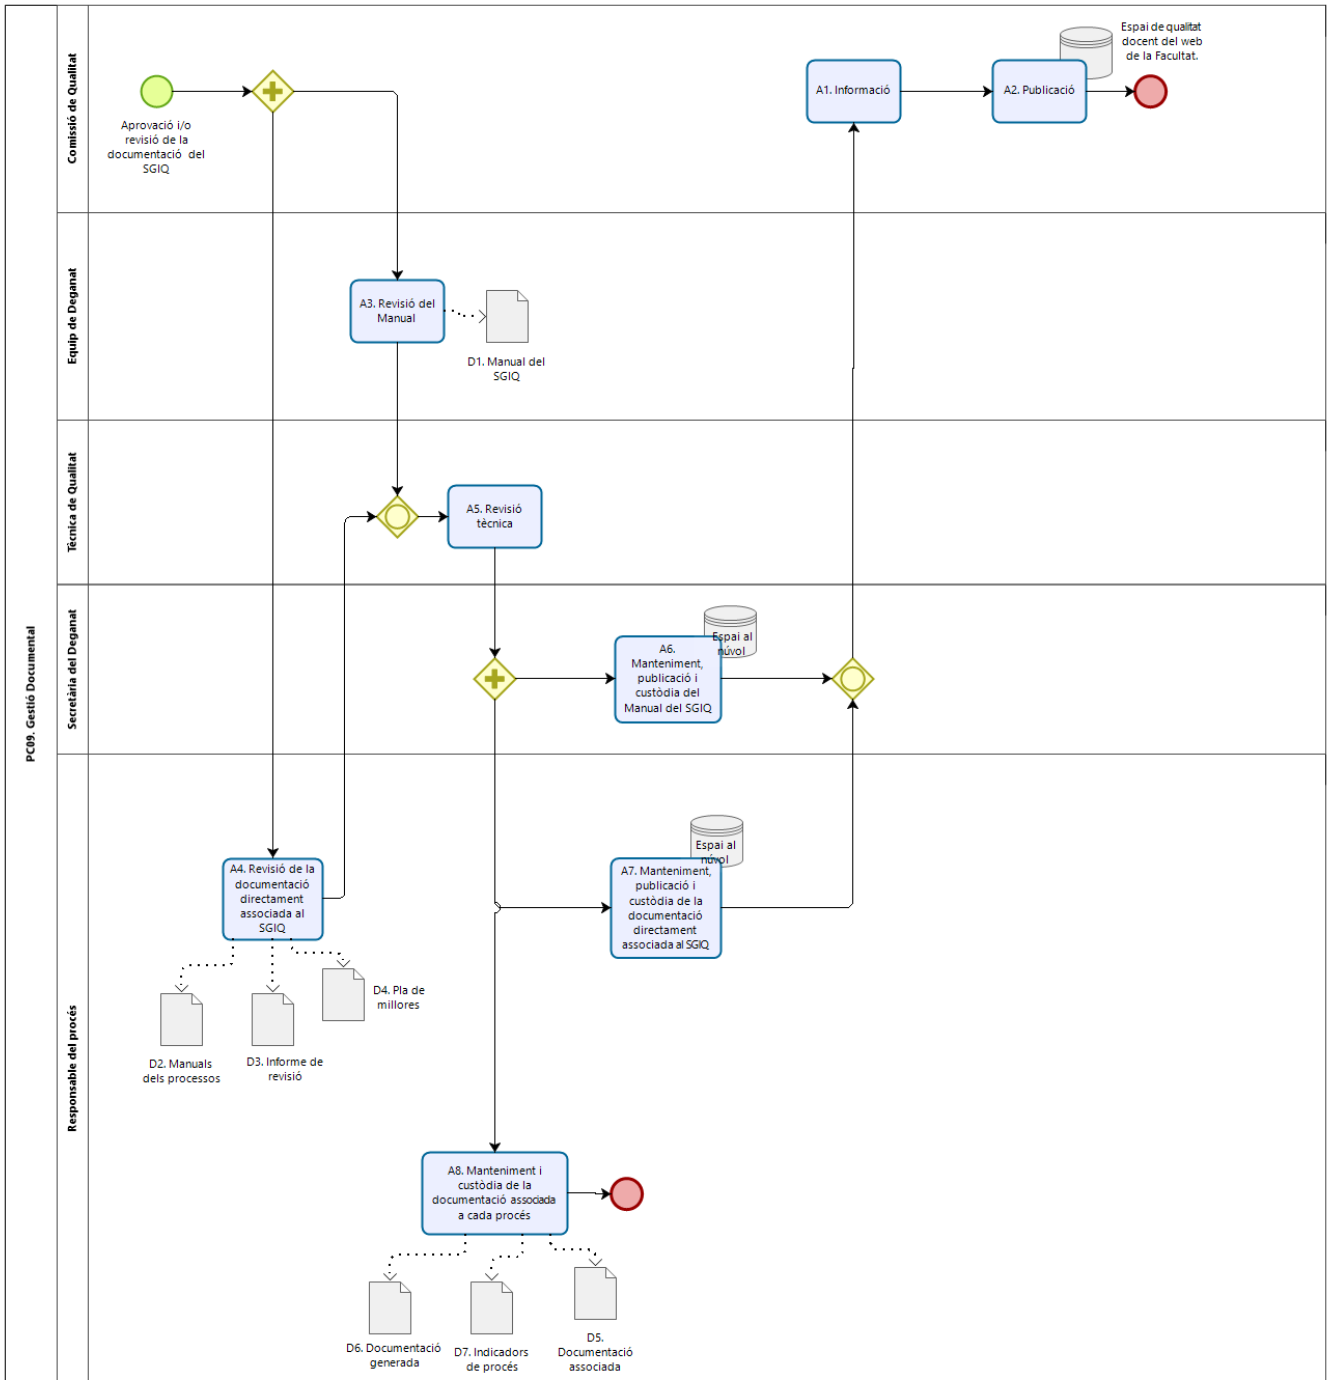 PC09. Gestió Documental
Comissió de Qualitat
Aprovació i/o
revisió de la
documentació del
SGIQ
A1. Informació
A2. Publicació
Espai de qualitat
docent del web
de la Facultat.
Equip de Deganat
A3. Revisió del
Manual
D1. Manual del
SGIQ
Tècnica de Qualitat
A5. Revisió
tècnica
Secretària del Deganat
Espai al
núvol
A6.
Manteniment,
publicació i
custòdia del
Manual del SGIQ
Responsable del procés
Espai al
núvol
A7. Manteniment,
publicació i
custòdia de la
documentació
directament
associada al SGIQ
A4. Revisió de la
documentació
directament
associada al
SGIQ
D4. Pla de
millores
D2. Manuals
dels processos
D3. Informe de
revisió
A8. Manteniment i
custòdia de la
documentació associada
a cada procés
D6. Documentació
generada
D7. Indicadors
de procés
D5.
Documentació
associada